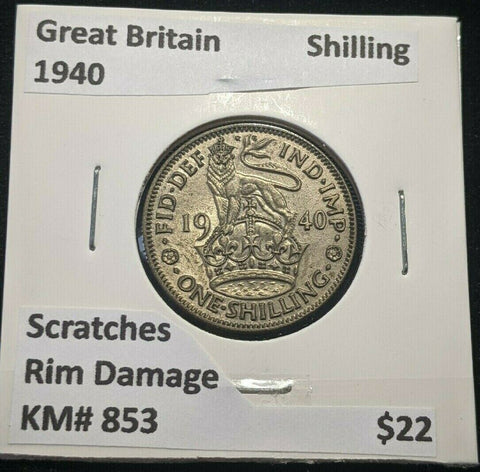 Great Britain Shilling
1940
FID·DEF IND·IMP
19 40
·ONE·SHILLING·
Scratches
Rim Damage
KM# 853 $22